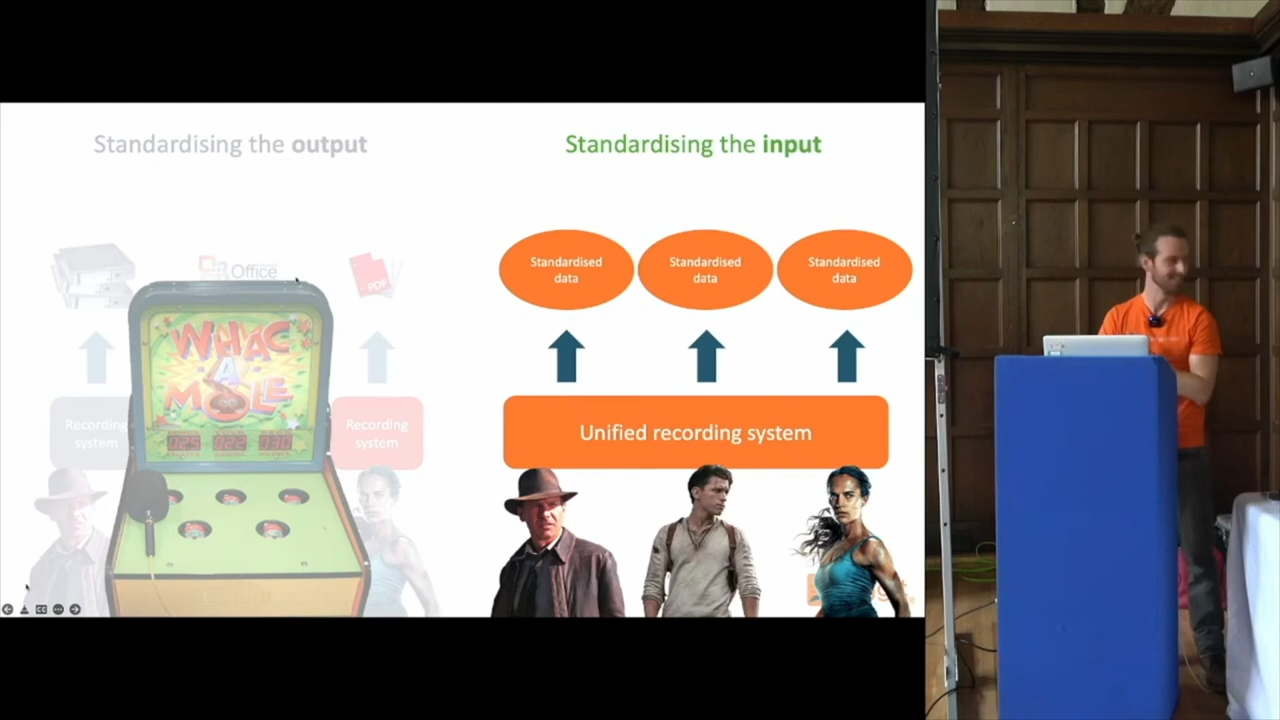 Standardising the output
Standardising the input
Office
PDF
Standardised
data
Standardised
data
Standardised
data
WHAC
A
MOLE
025
022
030
Recording
system
Recording
system
Unified recording system
CC